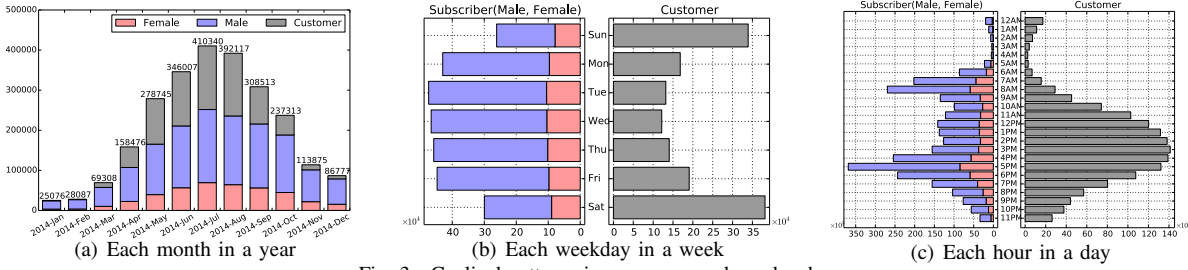 500000
400000
300000
200000
100000
Female
Male
Customer
25076
28087
69308
158476
278745
346007
410340
392117
308513
237313
113875
86777
2014-Jan
2014-Feb
2014-Mar
2014-Apr
2014-May
2014-Jun
2014-Jul
2014-Aug
2014-Sep
2014-Oct
2014-Nov
2014-Dec
(a) Each month in a year
Subscriber(Male, Female)
Customer
Sun
Mon
Tue
Wed
Thu
Fri
Sat
×10⁴
40 30 20 10 0
0 5 10 15 20 25 30 35
×10⁴
(b) Each weekday in a week
Subscriber(Male, Female)
Customer
12AM
1AM
2AM
3AM
4AM
5AM
6AM
7AM
8AM
9AM
10AM
11AM
12PM
1PM
2PM
3PM
4PM
5PM
6PM
7PM
8PM
9PM
10PM
11PM
350 300 250 200 150 100 50 0
0 20 40 60 80 100 120 140
(c) Each hour in a day